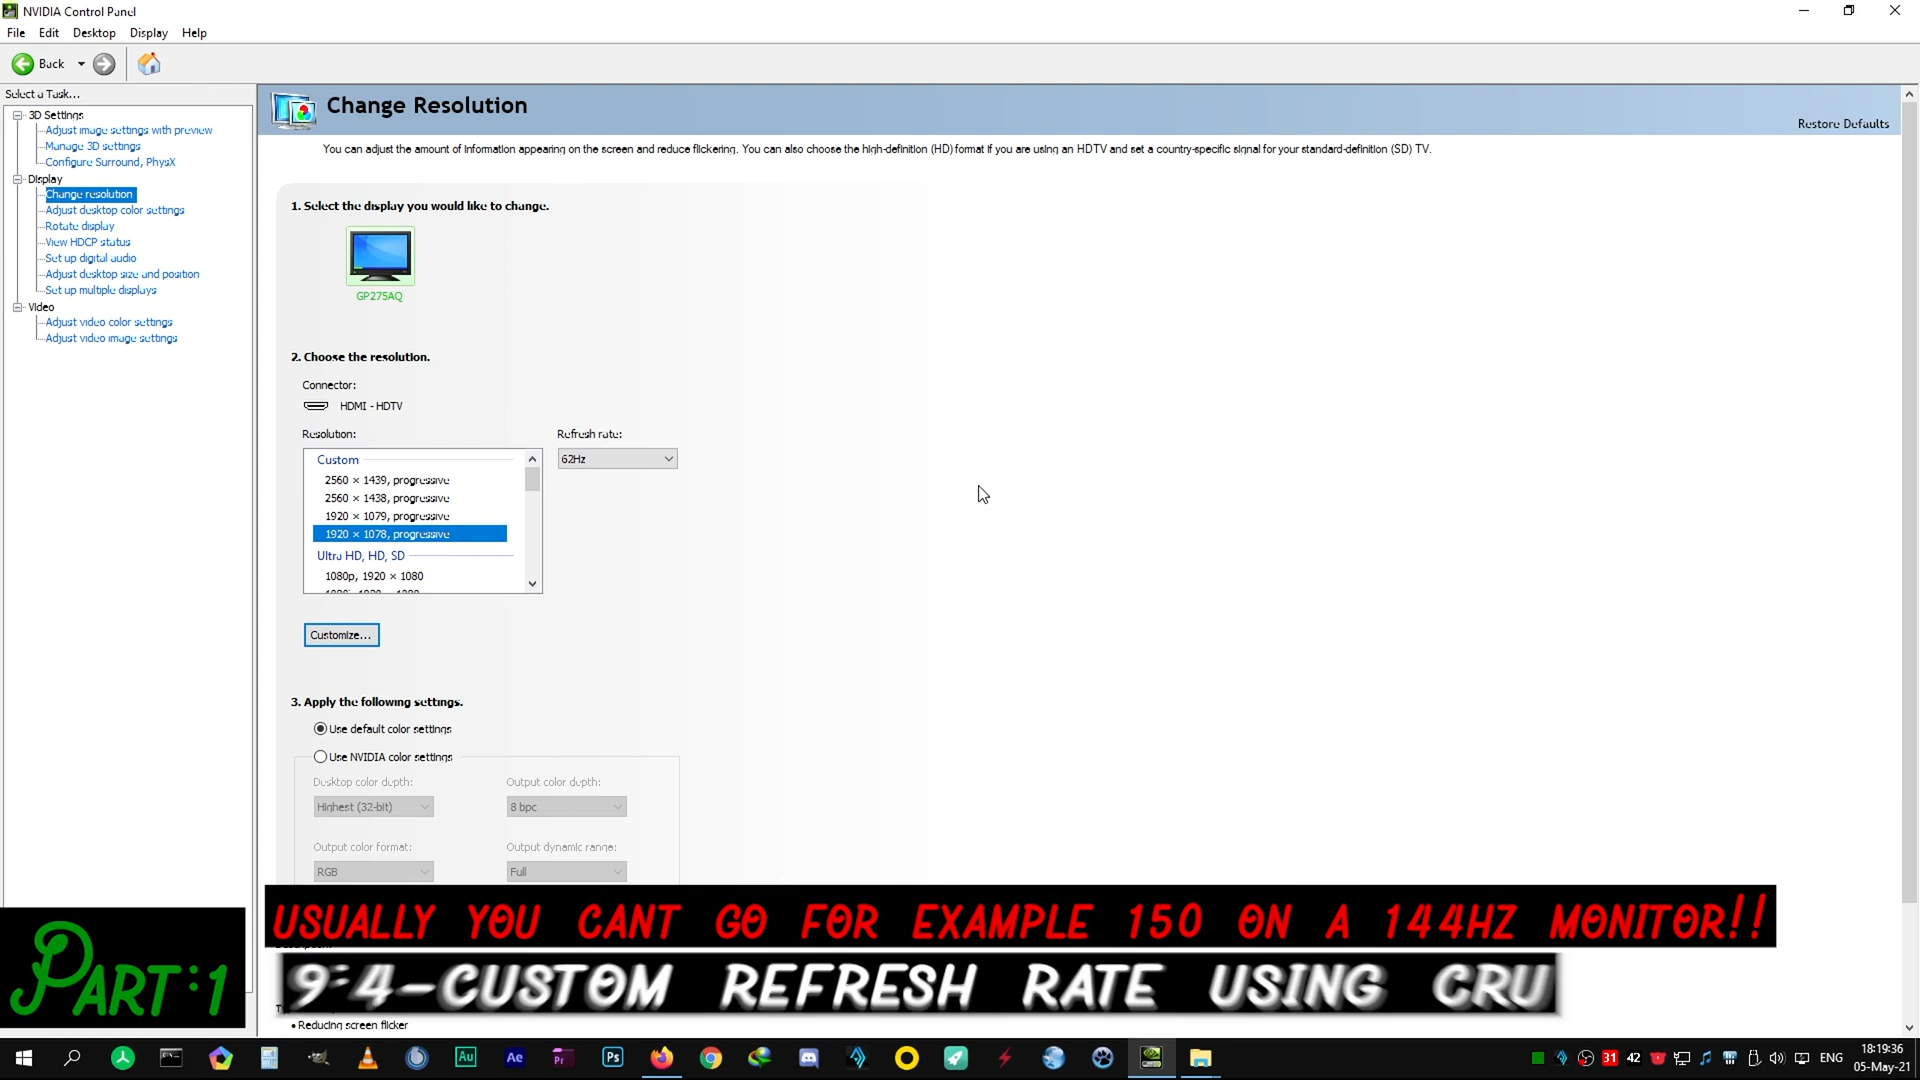 NVIDIA Control Panel
File Edit Desktop Display Help
Back
Select a Task...
3D Settings
Adjust image settings with preview
Manage 3D settings
Configure Surround, PhysX
Display
Change resolution
Adjust desktop color settings
Rotate display
View HDCP status
Set up digital audio
Adjust desktop size and position
Set up multiple displays
Video
Adjust video color settings
Adjust video image settings
Change Resolution
Restore Defaults
You can adjust the amount of information appearing on the screen and reduce flickering. You can also choose the high-definition (HD) format if you are using an HDTV and set a country-specific signal for your standard-definition (SD) TV.
1. Select the display you would like to change.
GP275AQ
2. Choose the resolution.
Connector:
HDMI - HDTV
Resolution:
Refresh rate:
Custom
62Hz
2560 × 1439, progressive
2560 × 1438, progressive
1920 × 1079, progressive
1920 × 1078, progressive
Ultra HD, HD, SD
1080p, 1920 × 1080
Customize...
3. Apply the following settings.
Use default color settings
Use NVIDIA color settings
Desktop color depth:
Output color depth:
Highest (32-bit)
8 bpc
Output color format:
Output dynamic range:
RGB
Full
USUALLY YOU CANT GO FOR EXAMPLE 150 ON A 144HZ MONITOR!!
PART:1
9:4-CUSTOM REFRESH RATE USING CRU
• Reducing screen flicker
Au Ae Pr Ps
31 42 ENG
18:19:36
05-May-21